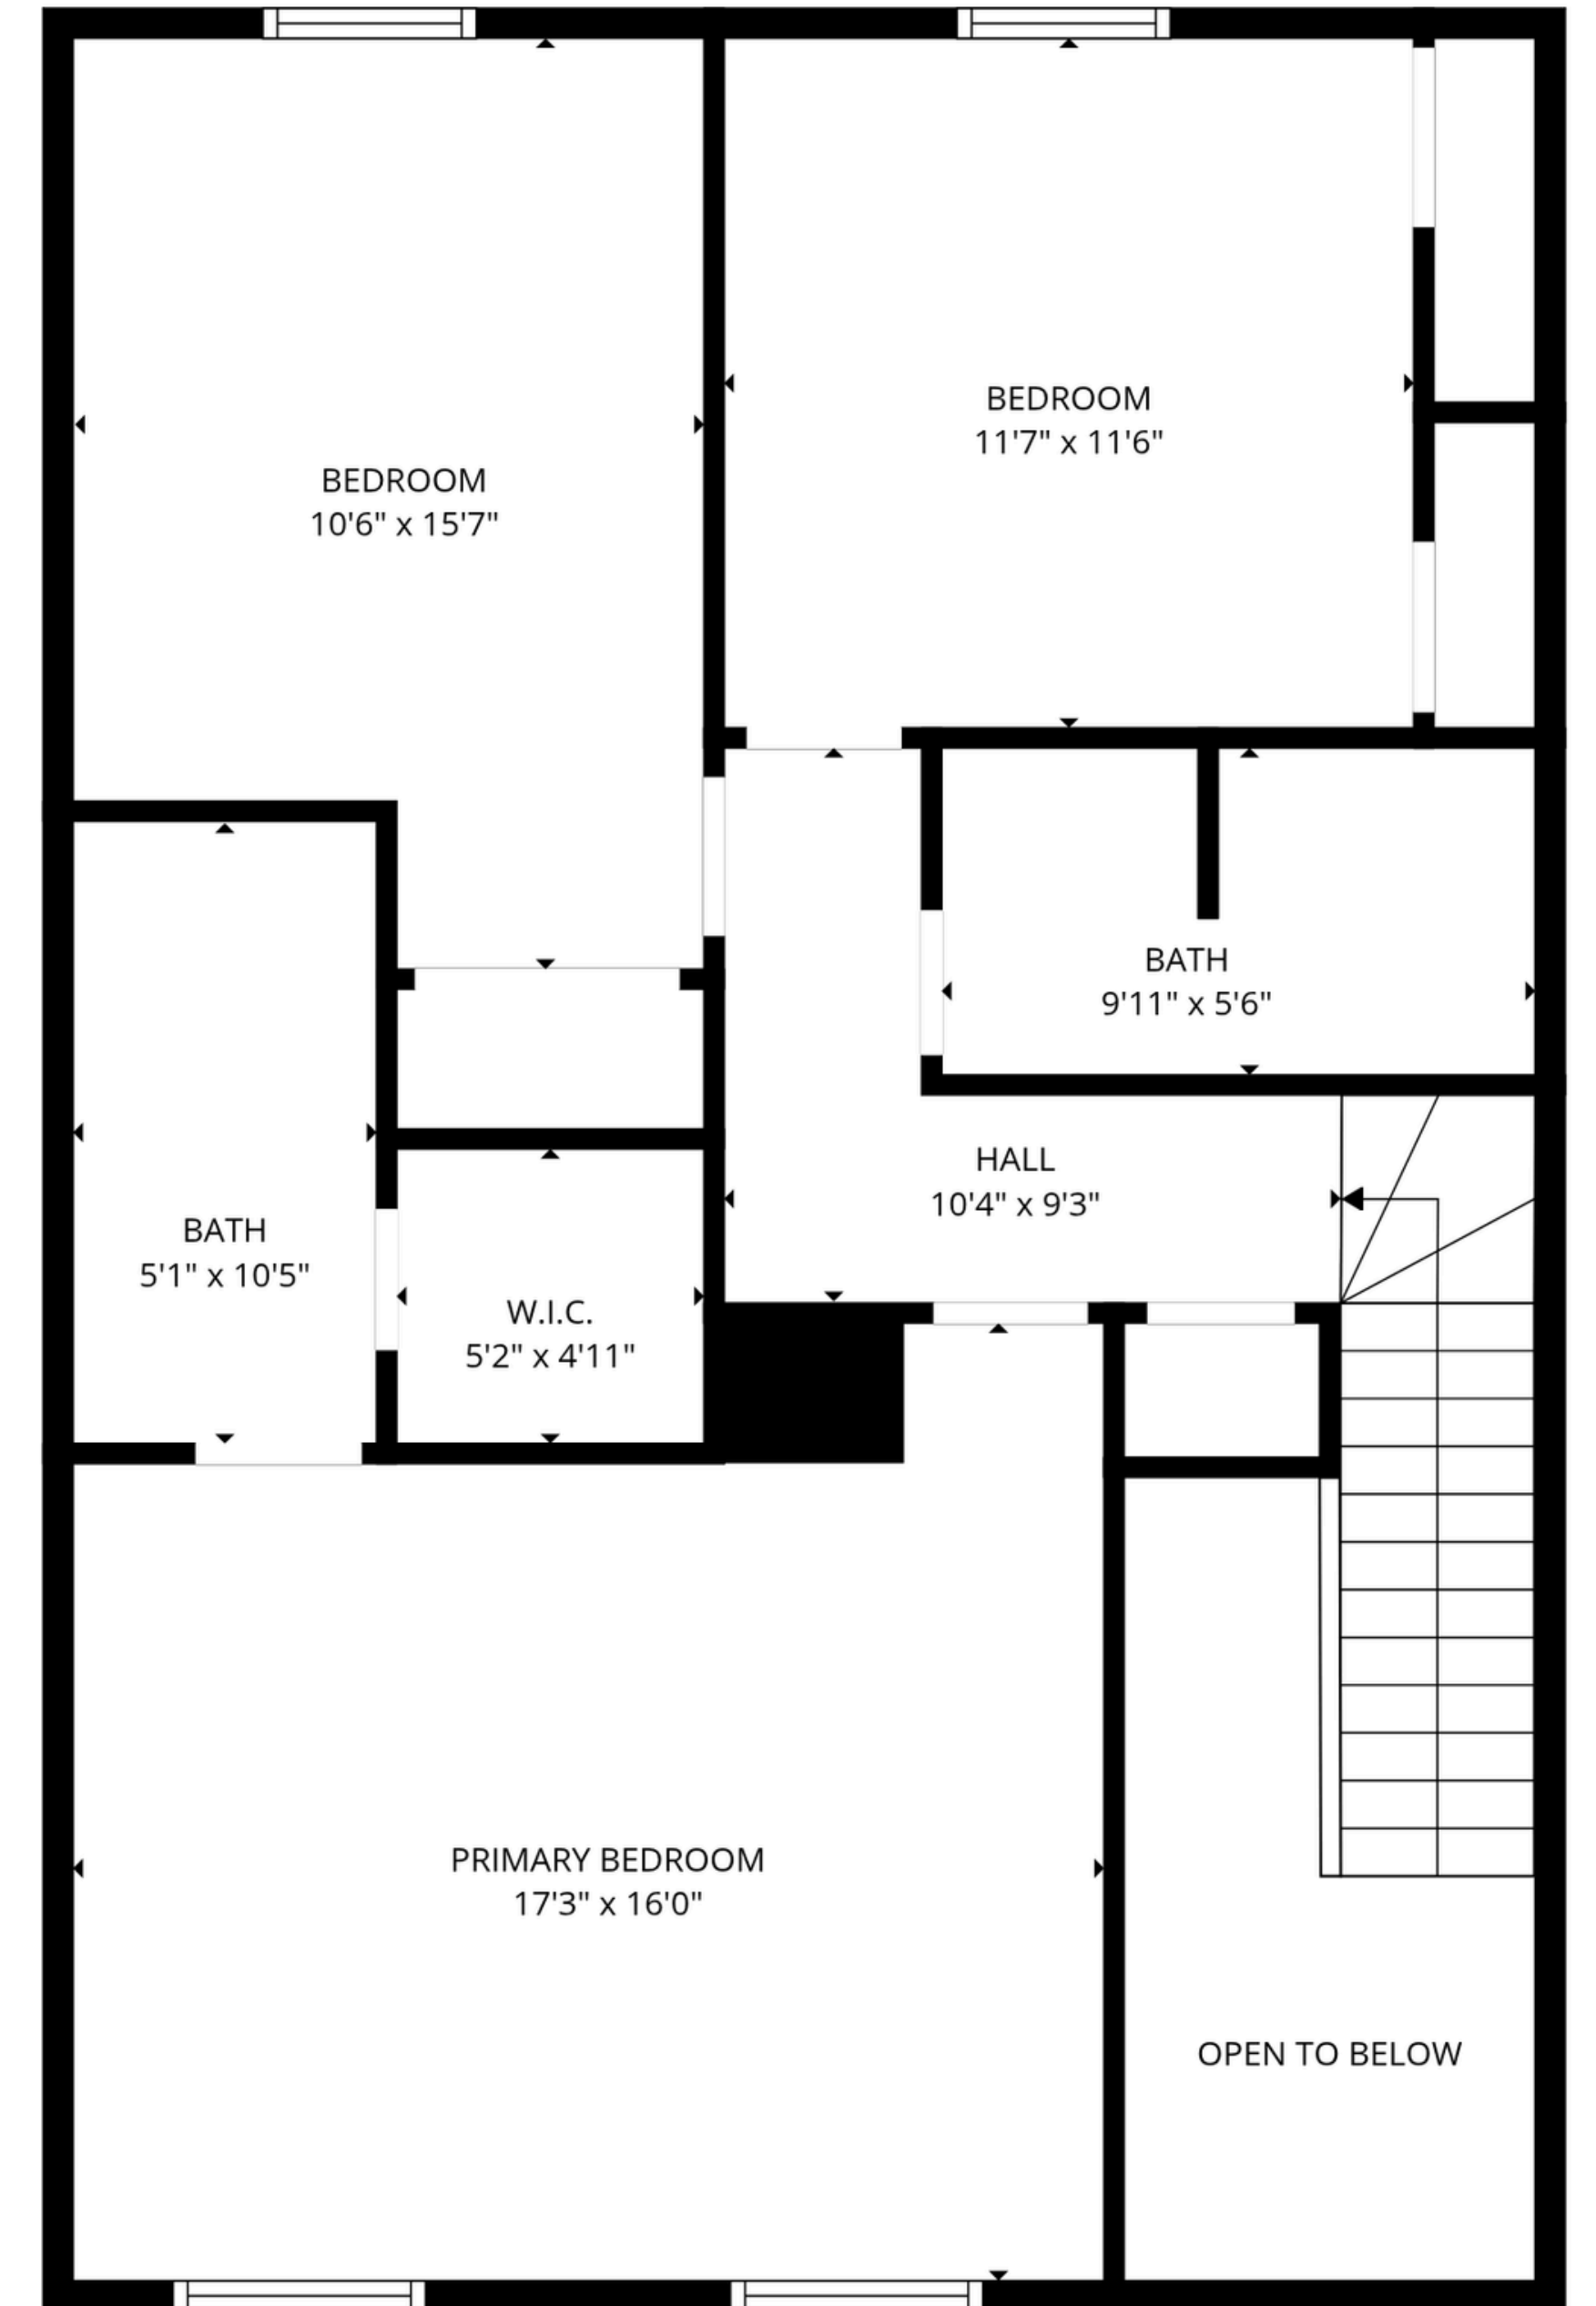 BEDROOM
11'7" x 11'6"
BEDROOM
10'6" x 15'7"
BATH
9'11" x 5'6"
HALL
10'4" x 9'3"
BATH
5'1" x 10'5"
W.I.C.
5'2" x 4'11"
PRIMARY BEDROOM
17'3" x 16'0"
OPEN TO BELOW